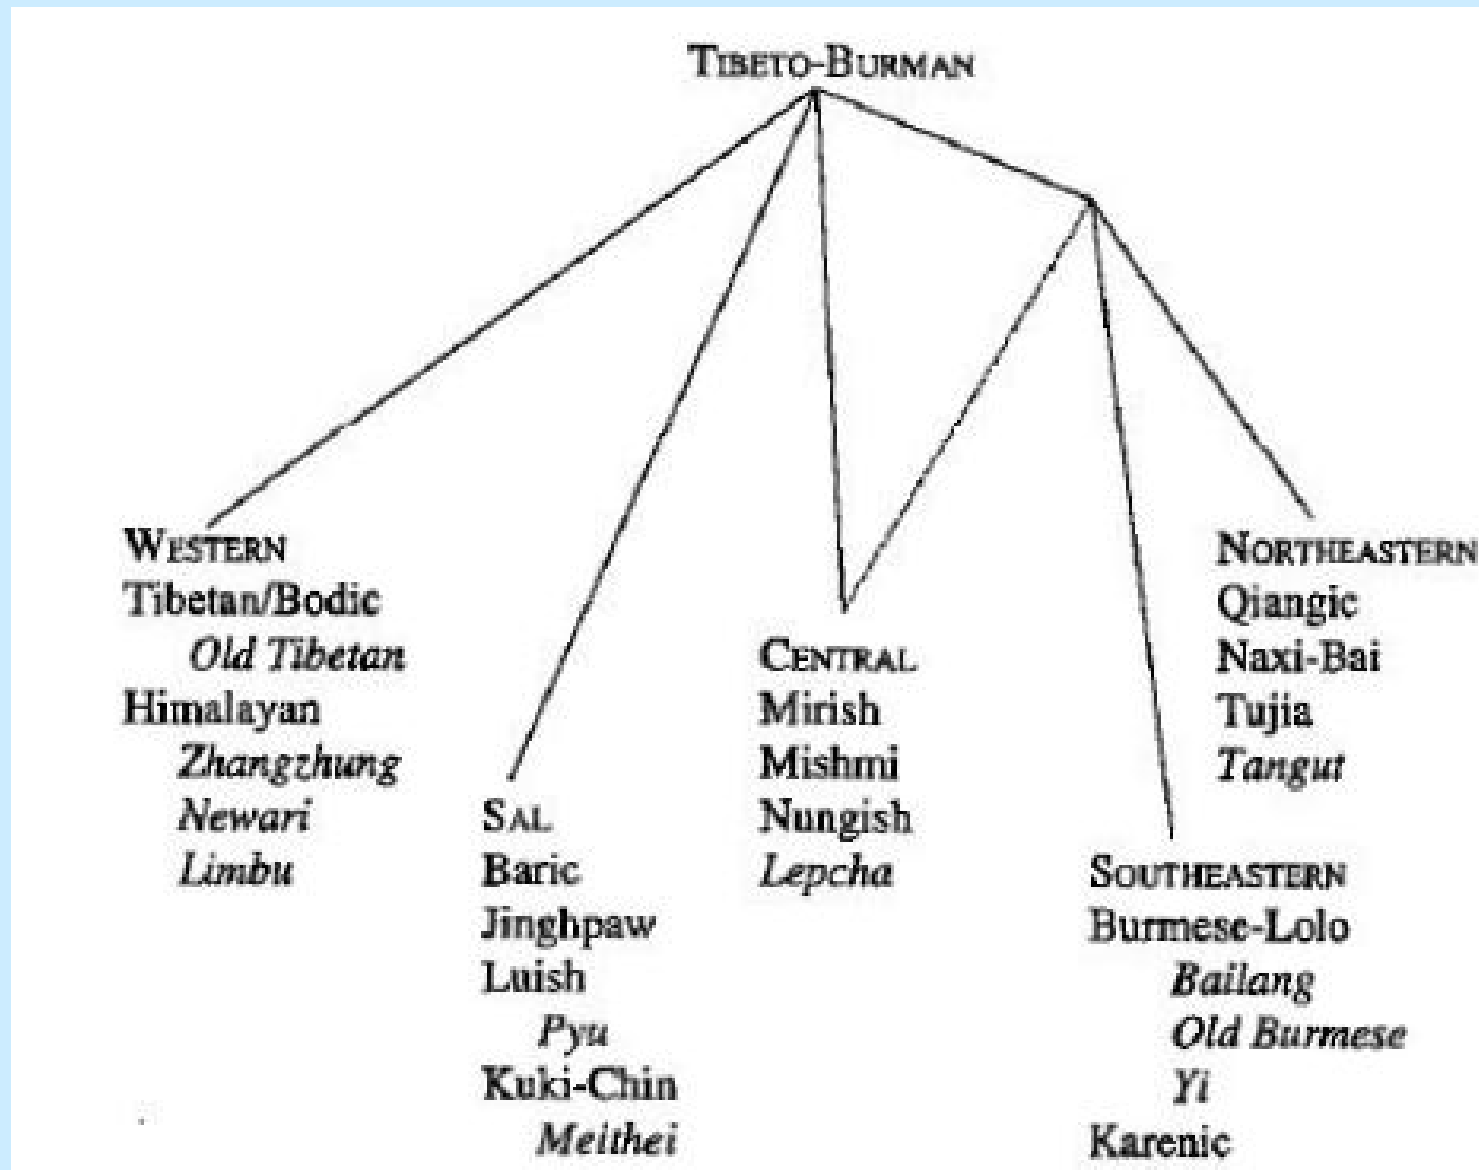 TIBETO-BURMAN
WESTERN
Tibetan/Bodic
Old Tibetan
Himalayan
Zhangzhung
Newari
Limbu
SAL
Baric
Jinghpaw
Luish
Pyu
Kuki-Chin
Meithei
CENTRAL
Mirish
Mishmi
Nungish
Lepcha
SOUTHEASTERN
Burmese-Lolo
Bailang
Old Burmese
Yi
Karenic
NORTHEASTERN
Qiangic
Naxi-Bai
Tujia
Tangut